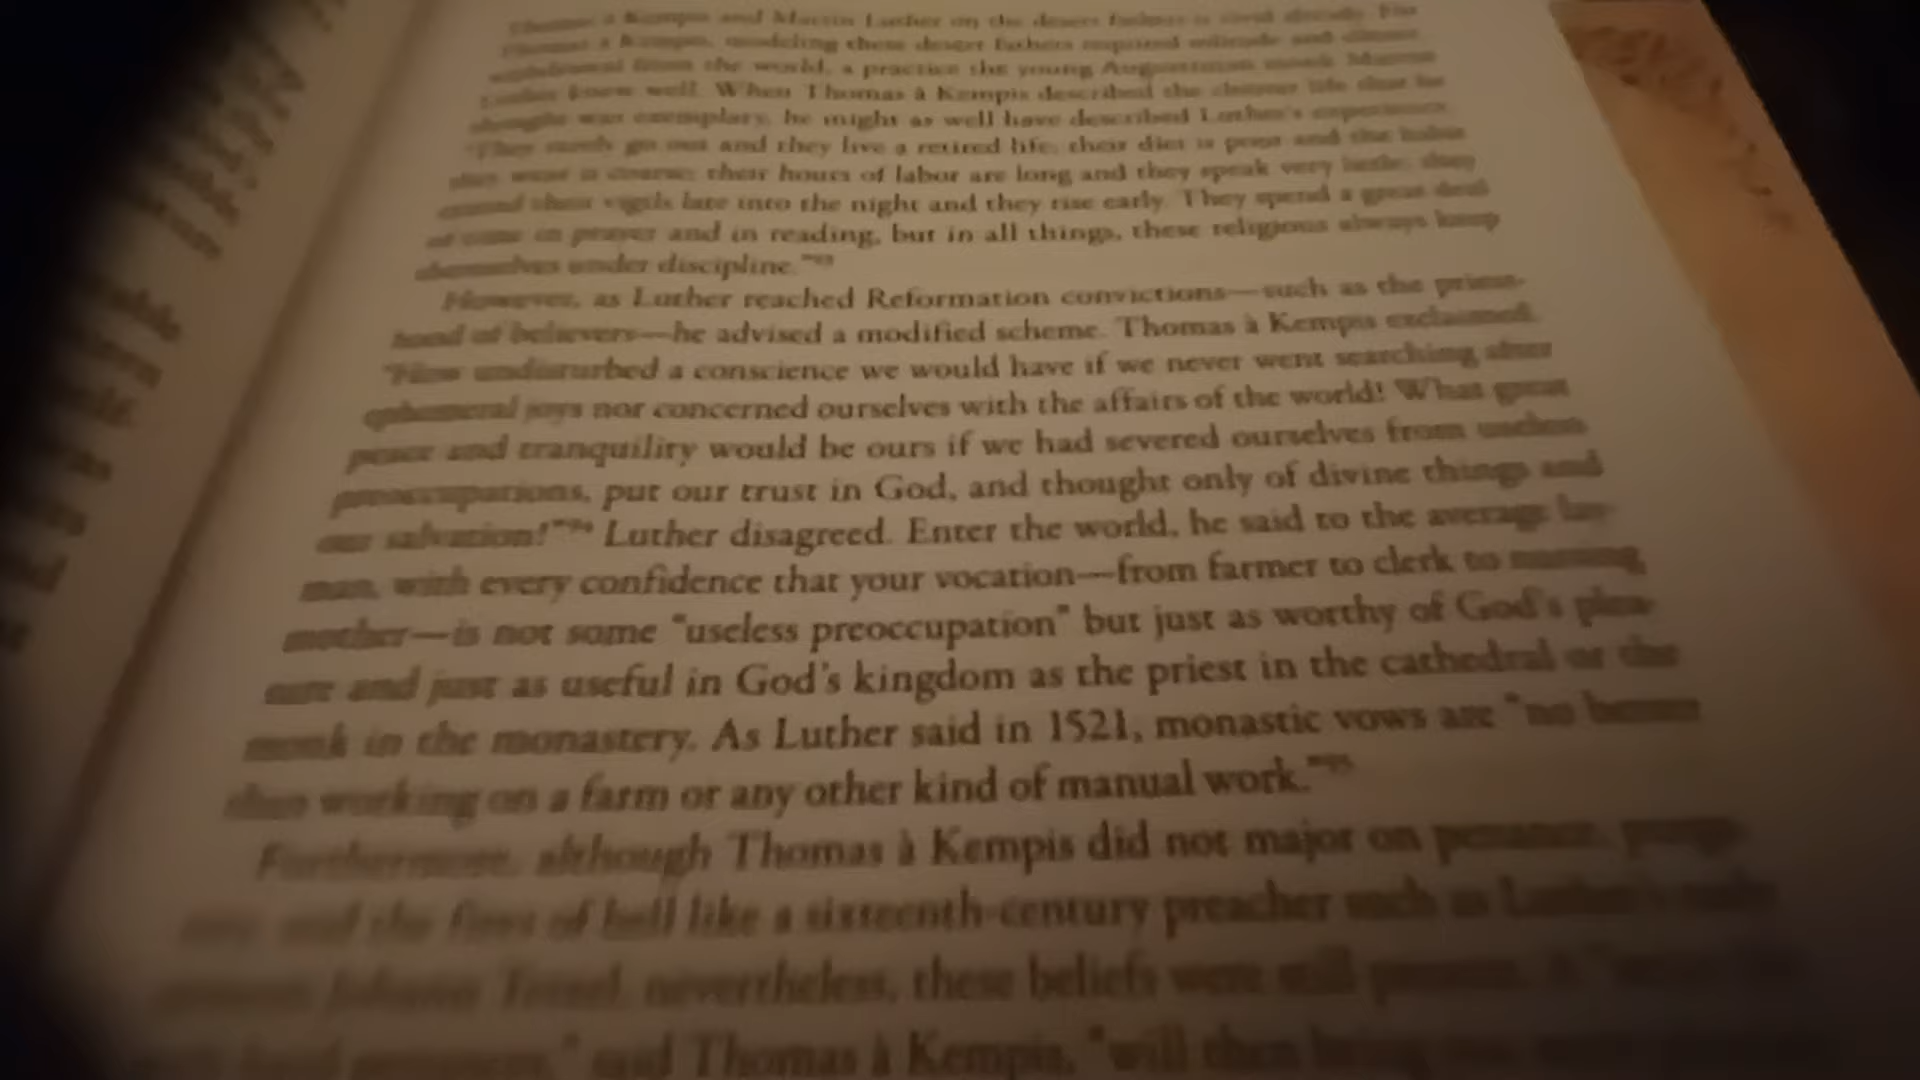 Thomas à Kempis and Martin Luther on the desert fathers is
Thomas à Kempis, modeling these desert fathers required solitude and
withdrawal from the world, a practice the young Augustinian monk Martin
Luther knew well. When Thomas à Kempis described the cloister life that he
thought was exemplary, he might as well have described Luther's experience.
go out and they live a retired life; their diet is poor and the habit
they wear is coarse; their hours of labor are long and they speak very little; they
extend their vigils late into the night and they rise early. They spend a great deal
of time in prayer and in reading, but in all things, these religious always keep
themselves under discipline."
However, as Luther reached Reformation convictions—such as the priest-
hood of believers—he advised a modified scheme. Thomas à Kempis exclaimed,
"How undisturbed a conscience we would have if we never went searching after
ephemeral joys nor concerned ourselves with the affairs of the world! What great
peace and tranquility would be ours if we had severed ourselves from useless
preoccupations, put our trust in God, and thought only of divine things and
our salvation!" Luther disagreed. Enter the world, he said to the average lay-
man, with every confidence that your vocation—from farmer to clerk to nursing
mother—is not some "useless preoccupation" but just as worthy of God's plea-
sure and just as useful in God's kingdom as the priest in the cathedral or the
monk in the monastery. As Luther said in 1521, monastic vows are "no better
than working on a farm or any other kind of manual work."
Furthermore, although Thomas à Kempis did not major on penance, purga-
tory, and the fires of hell like a sixteenth-century preacher such as Luther's
Johann Tetzel, nevertheless, these beliefs were still present.
said Thomas à Kempis, "will then bring